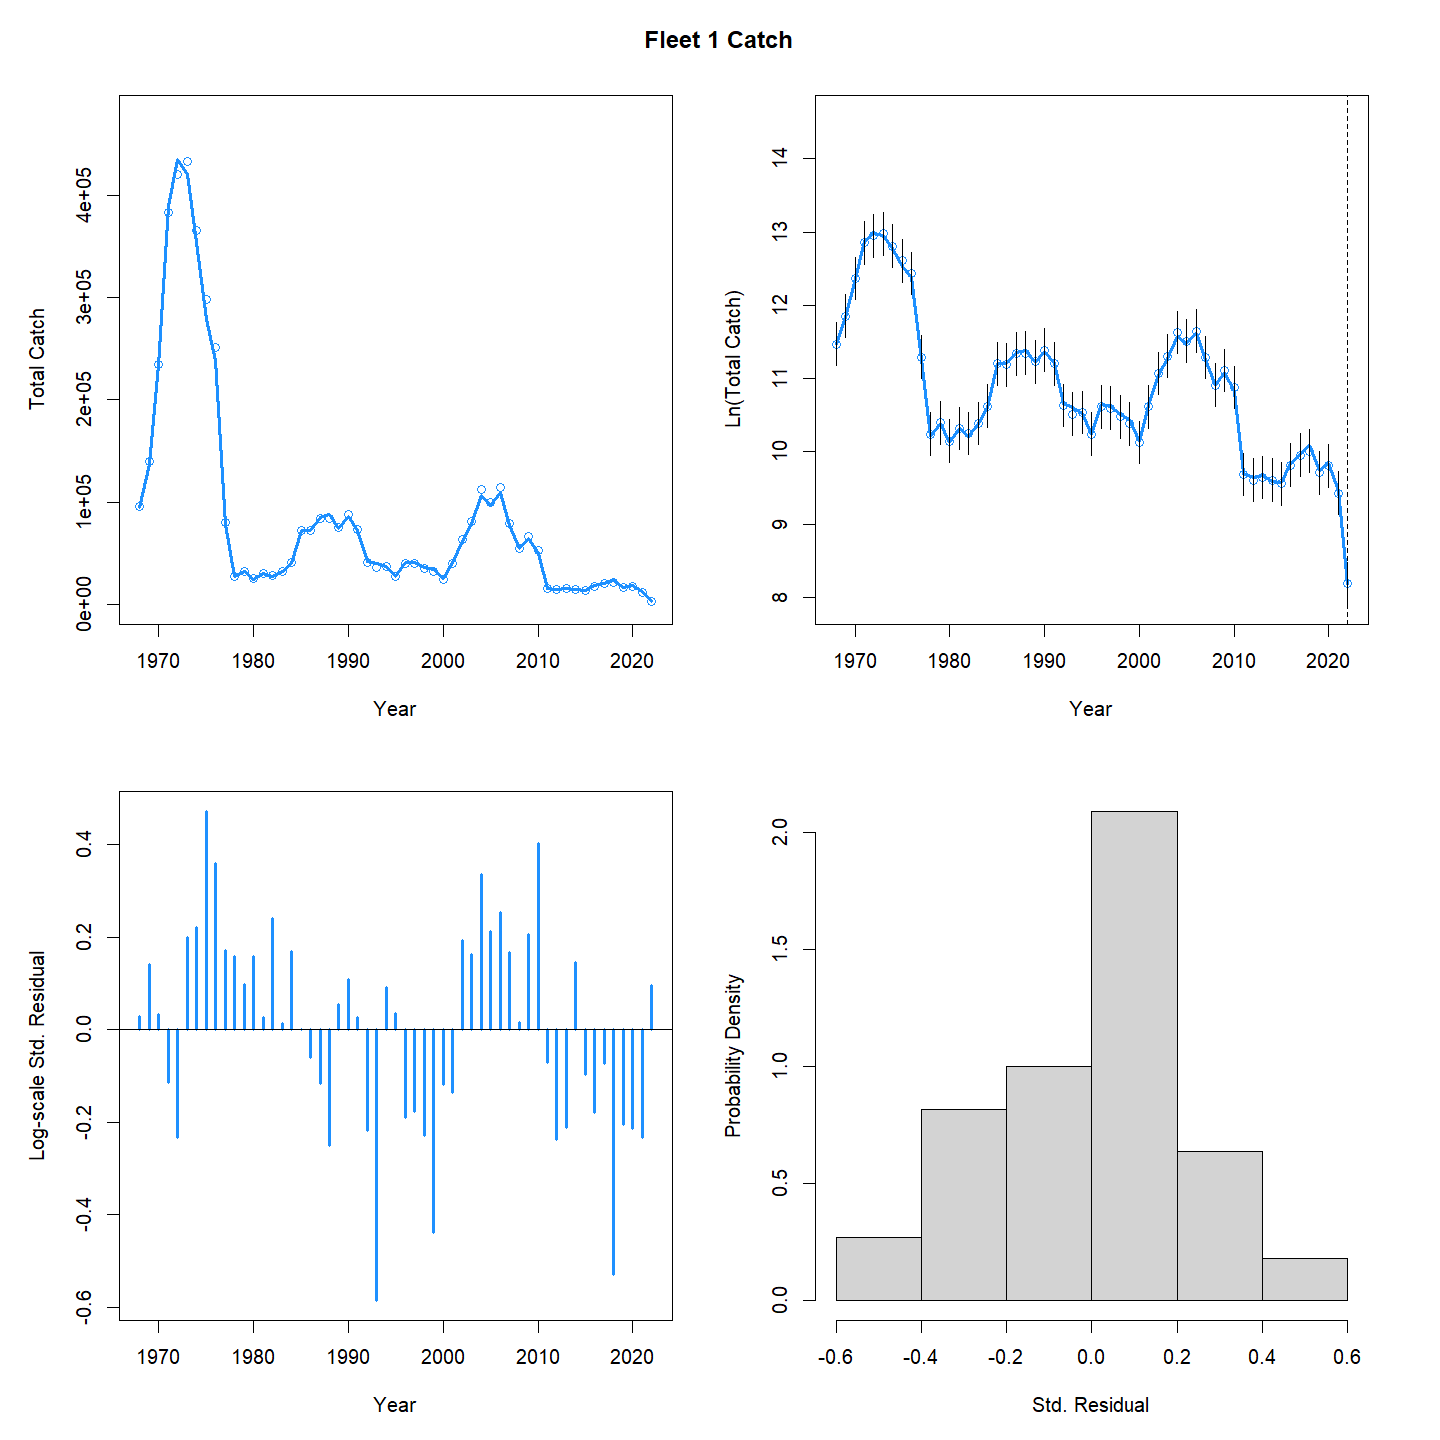 Fleet 1 Catch
Total Catch
4e+05
3e+05
2e+05
1e+05
0e+00
1970 1980 1990 2000 2010 2020
Year
Ln(Total Catch)
14
13
12
11
10
9
8
1970 1980 1990 2000 2010 2020
Year
Log-scale Std. Residual
0.4
0.2
0.0
-0.2
-0.4
-0.6
1970 1980 1990 2000 2010 2020
Year
Probability Density
2.0
1.5
1.0
0.5
0.0
-0.6 -0.4 -0.2 0.0 0.2 0.4 0.6
Std. Residual